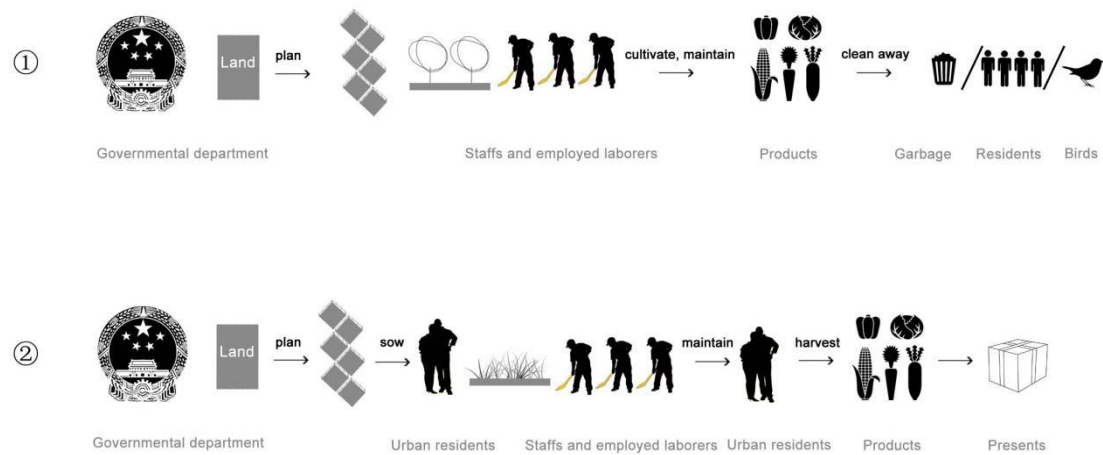 ①
Land
plan
cultivate, maintain
clean away
Governmental department
Staffs and employed laborers
Products
Garbage
Residents
Birds
②
Land
plan
sow
maintain
harvest
Governmental department
Urban residents
Staffs and employed laborers
Urban residents
Products
Presents